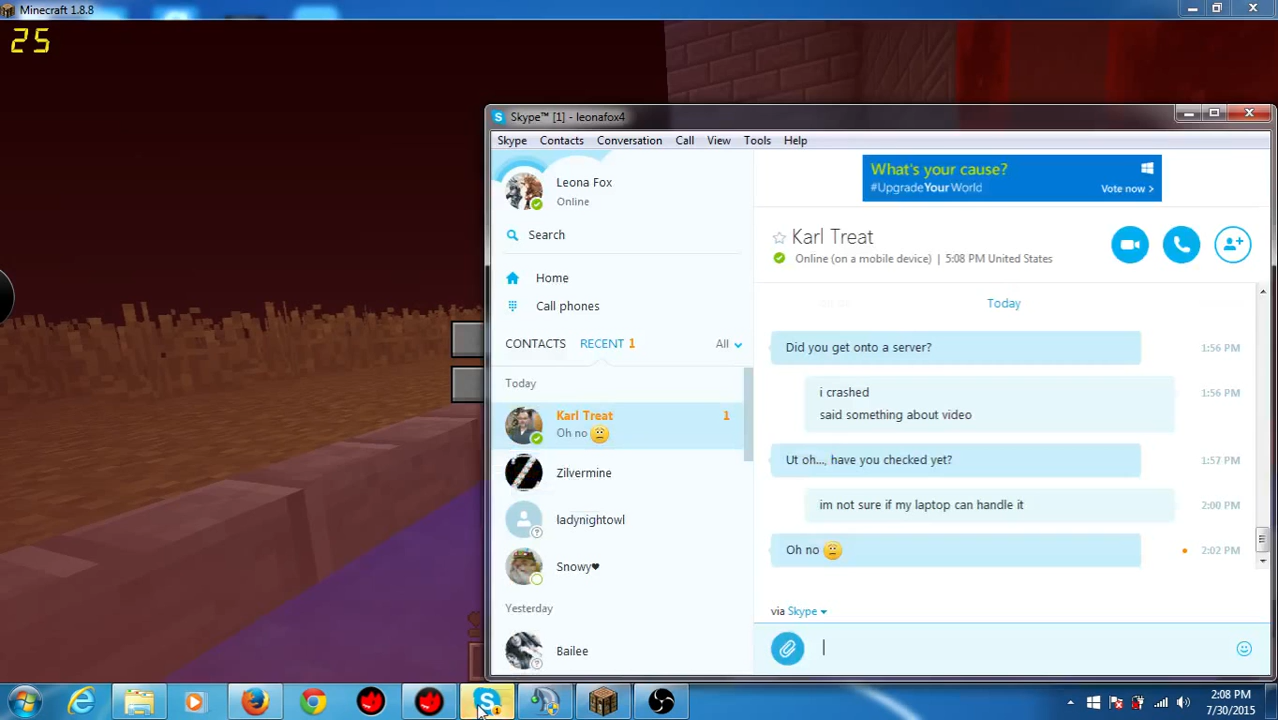 Minecraft 1.8.8
25
Skype™ [1] - leonafox4
Skype Contacts Conversation Call View Tools Help
Leona Fox
Online
Search
Home
Call phones
CONTACTS RECENT 1 All
Today
Karl Treat 1
Oh no
Zilvermine
ladynightowl
Snowy♥
Yesterday
Bailee
What's your cause?
#UpgradeYourWorld Vote now >
Karl Treat
Online (on a mobile device) | 5:08 PM United States
Today
Did you get onto a server? 1:56 PM
i crashed 1:56 PM
said something about video
Ut oh..., have you checked yet? 1:57 PM
im not sure if my laptop can handle it 2:00 PM
Oh no 2:02 PM
via Skype
2:08 PM
7/30/2015